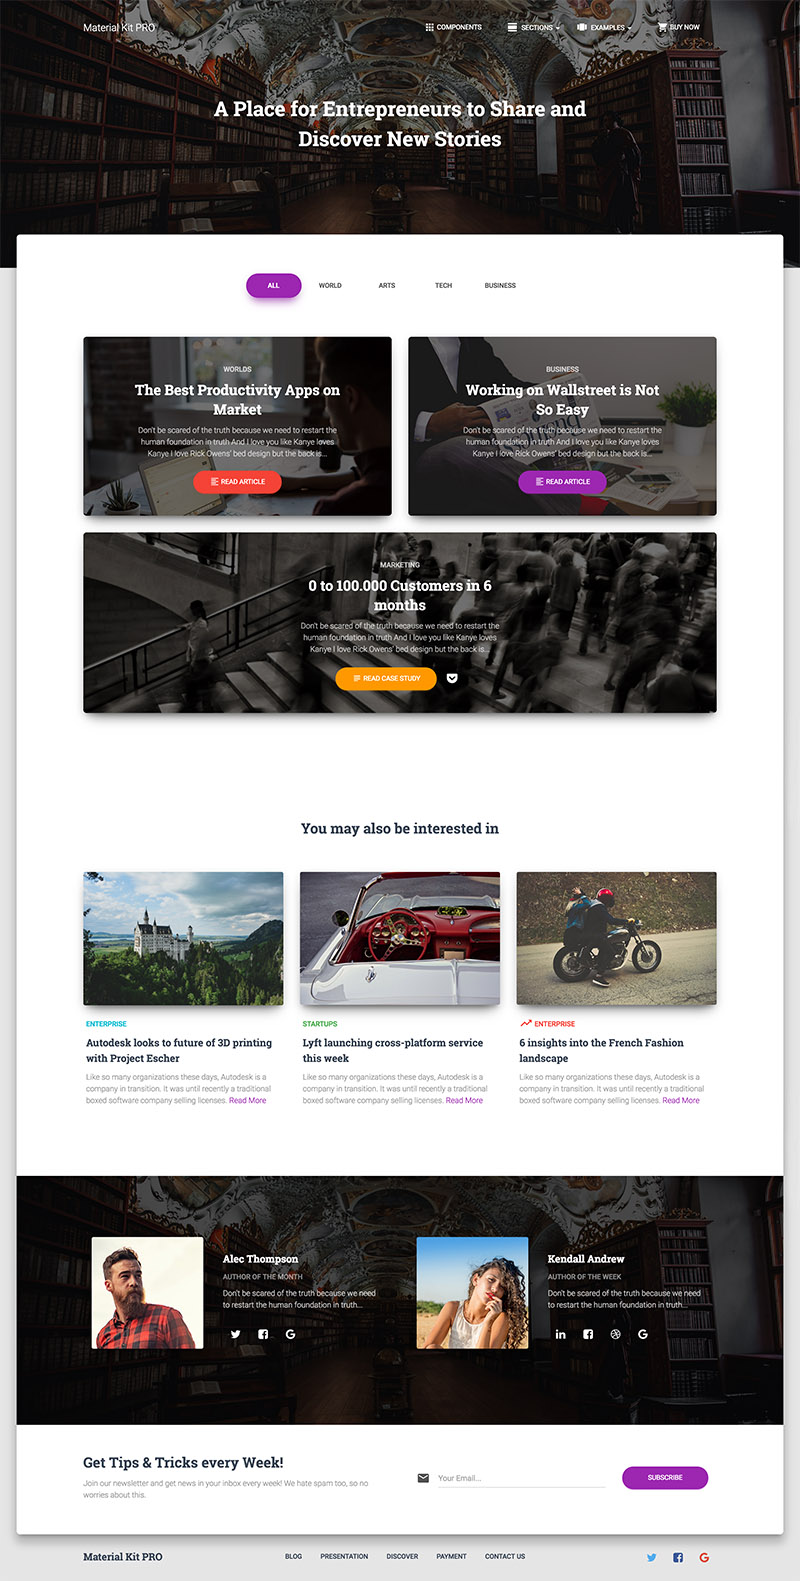 Material Kit PRO
COMPONENTS
SECTIONS
EXAMPLES
BUY NOW
A Place for Entrepreneurs to Share and
Discover New Stories
ALL
WORLD
ARTS
TECH
BUSINESS
WORLDS
The Best Productivity Apps on
Market
Don't be scared of the truth because we need to restart the
human foundation in truth And I love you like Kanye loves
Kanye I love Rick Owens' bed design but the back is...
READ ARTICLE
BUSINESS
Working on Wallstreet is Not
So Easy
Don't be scared of the truth because we need to restart the
human foundation in truth And I love you like Kanye loves
Kanye I love Rick Owens' bed design but the back is...
READ ARTICLE
MARKETING
0 to 100.000 Customers in 6
months
Don't be scared of the truth because we need to restart the
human foundation in truth And I love you like Kanye loves
Kanye I love Rick Owens' bed design but the back is...
READ CASE STUDY
You may also be interested in
ENTERPRISE
Autodesk looks to future of 3D printing
with Project Escher
Like so many organizations these days, Autodesk is a
company in transition. It was until recently a traditional
boxed software company selling licenses. Read More
STARTUPS
Lyft launching cross-platform service
this week
Like so many organizations these days, Autodesk is a
company in transition. It was until recently a traditional
boxed software company selling licenses. Read More
ENTERPRISE
6 insights into the French Fashion
landscape
Like so many organizations these days, Autodesk is a
company in transition. It was until recently a traditional
boxed software company selling licenses. Read More
Alec Thompson
AUTHOR OF THE MONTH
Don't be scared of the truth because we need
to restart the human foundation in truth...
Kendall Andrew
AUTHOR OF THE WEEK
Don't be scared of the truth because we need
to restart the human foundation in truth...
Get Tips & Tricks every Week!
Join our newsletter and get news in your inbox every week! We hate spam too, so no
worries about this.
Your Email...
SUBSCRIBE
Material Kit PRO
BLOG
PRESENTATION
DISCOVER
PAYMENT
CONTACT US